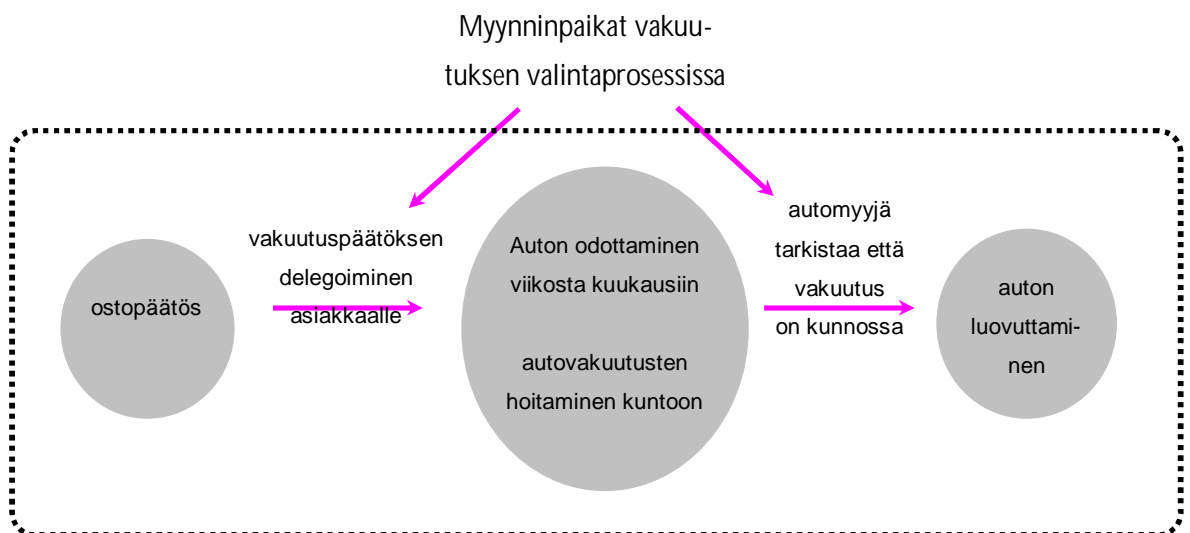 Myynninpaikat vakuu-
tuksen valintaprosessissa
ostopäätös
vakuutuspäätöksen
delegoiminen
asiakkaalle
Auton odottaminen
viikosta kuukausiin
autovakuutusten
hoitaminen kuntoon
automyyjä
tarkistaa että
vakuutus
on kunnossa
auton
luovuttami-
nen